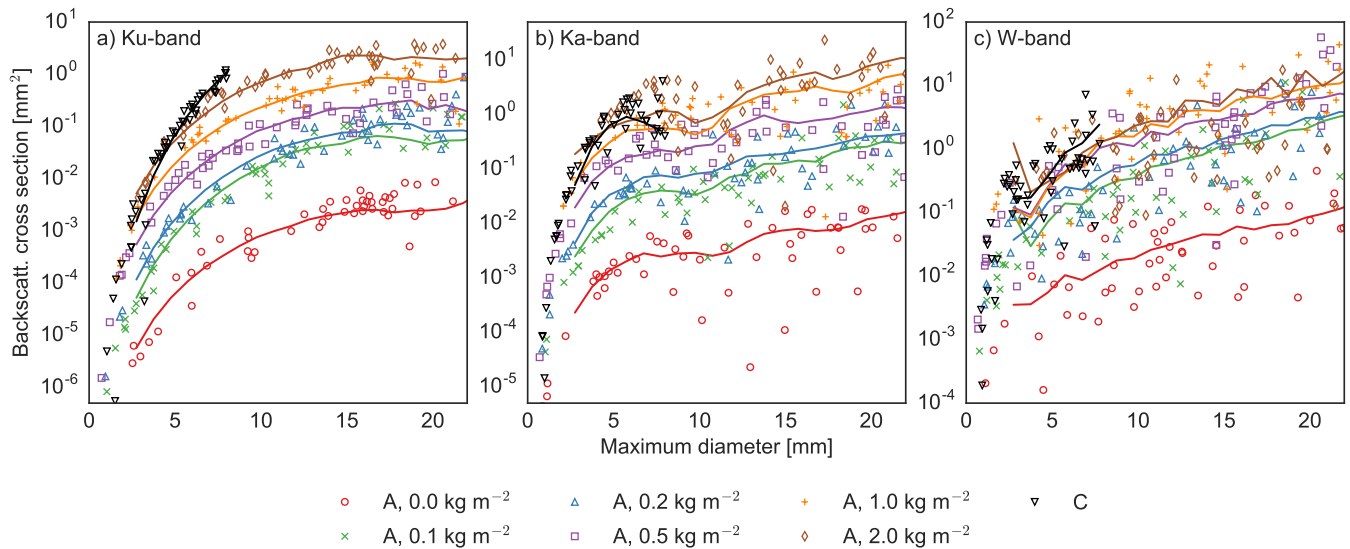 a) Ku-band
b) Ka-band
c) W-band
Backscatt. cross section [mm²]
10¹
10⁰
10⁻¹
10⁻²
10⁻³
10⁻⁴
10⁻⁵
10⁻⁶
10¹
10⁰
10⁻¹
10⁻²
10⁻³
10⁻⁴
10⁻⁵
10²
10¹
10⁰
10⁻¹
10⁻²
10⁻³
10⁻⁴
0 5 10 15 20
0 5 10 15 20
0 5 10 15 20
Maximum diameter [mm]
A, 0.0 kg m⁻² A, 0.2 kg m⁻² A, 1.0 kg m⁻² C
A, 0.1 kg m⁻² A, 0.5 kg m⁻² A, 2.0 kg m⁻²